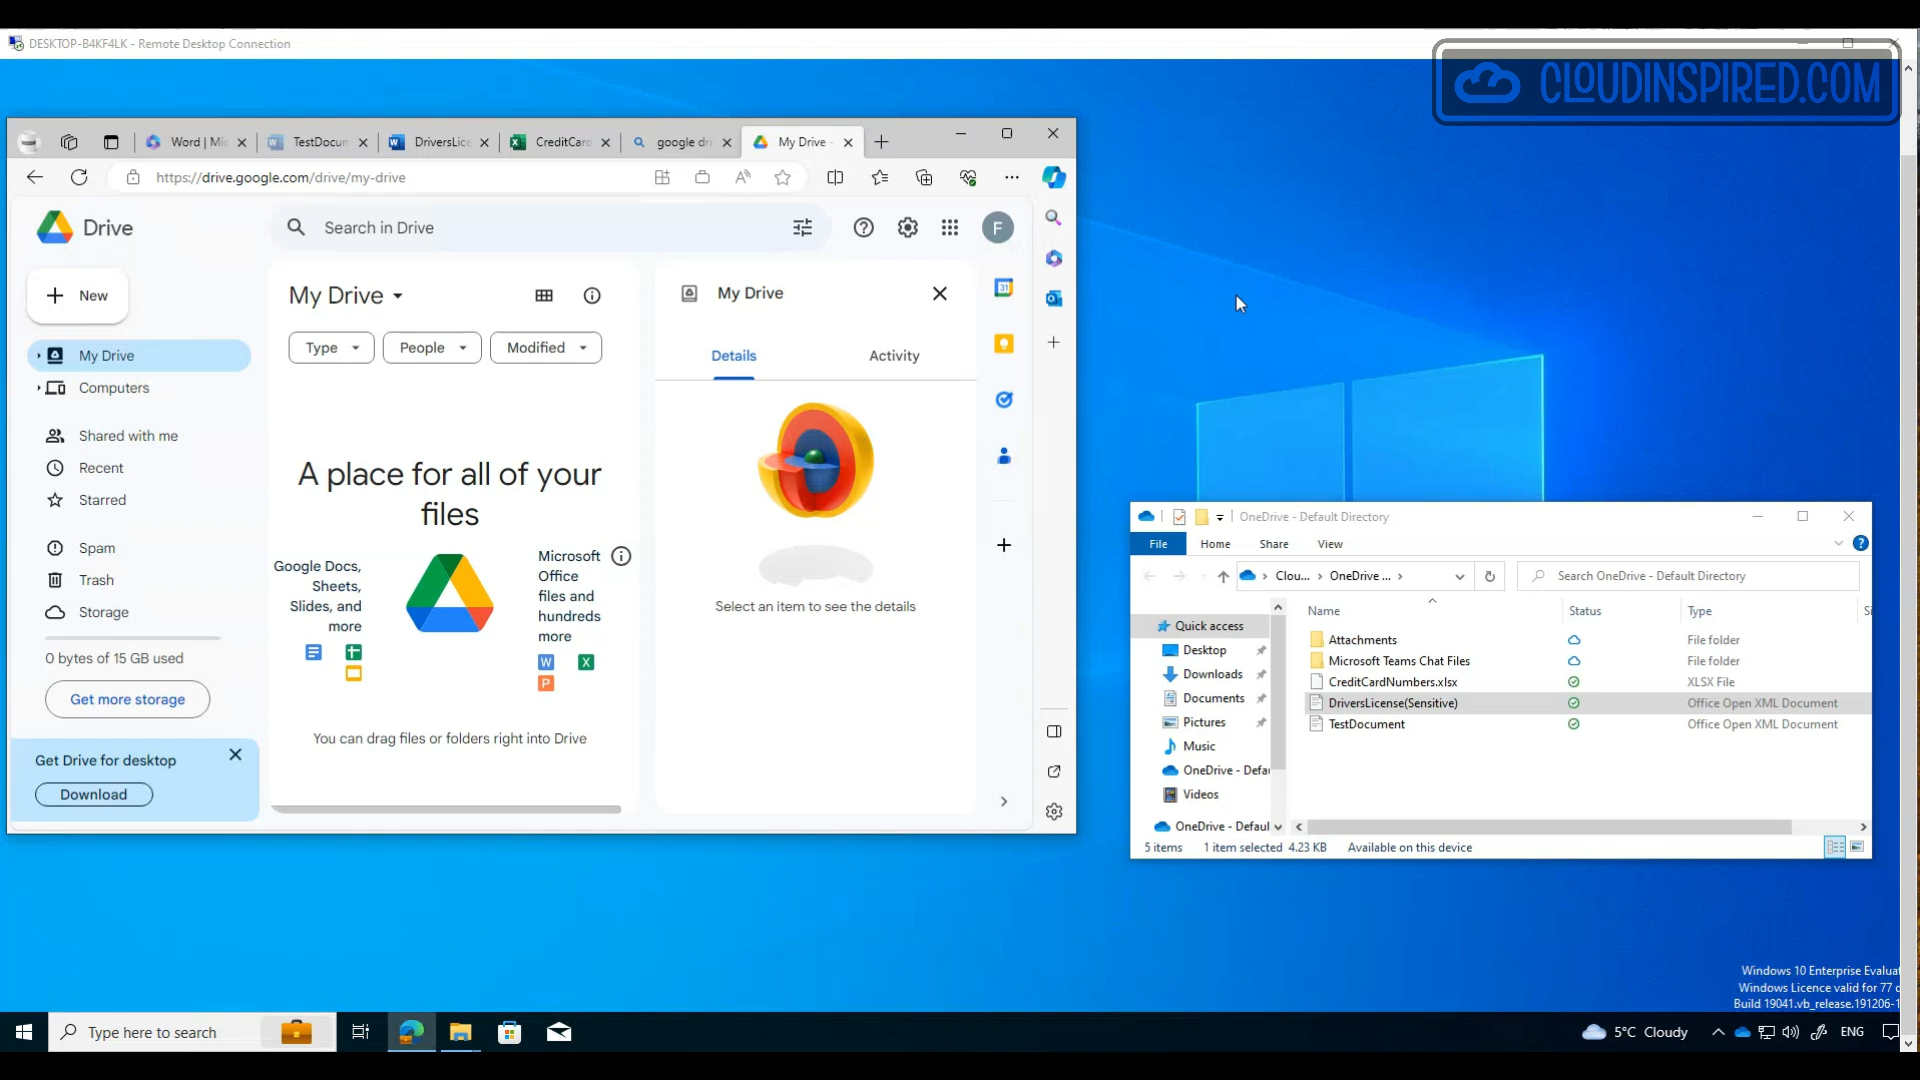 DESKTOP-B4KF4LK - Remote Desktop Connection
CLOUDINSPIRED.COM
Word | Mic
TestDocum
DriversLice
CreditCard
google dri
My Drive -
https://drive.google.com/drive/my-drive
Drive
Search in Drive
F
New
My Drive
Computers
Shared with me
Recent
Starred
Spam
Trash
Storage
0 bytes of 15 GB used
Get more storage
Get Drive for desktop
Download
My Drive
Type
People
Modified
A place for all of your
files
Google Docs,
Sheets,
Slides, and
more
Microsoft
Office
files and
hundreds
more
W
X
P
You can drag files or folders right into Drive
My Drive
Details
Activity
Select an item to see the details
31
OneDrive - Default Directory
File
Home
Share
View
Clou...
OneDrive ...
Search OneDrive - Default Directory
Name
Status
Type
Si
Quick access
Desktop
Downloads
Documents
Pictures
Music
OneDrive - Defau
Videos
OneDrive - Defaul
Attachments
File folder
Microsoft Teams Chat Files
File folder
CreditCardNumbers.xlsx
XLSX File
DriversLicense(Sensitive)
Office Open XML Document
TestDocument
Office Open XML Document
5 items
1 item selected 4.23 KB
Available on this device
Windows 10 Enterprise Evaluat
Windows Licence valid for 77 d
Build 19041.vb_release.191206-1
Type here to search
5°C Cloudy
ENG